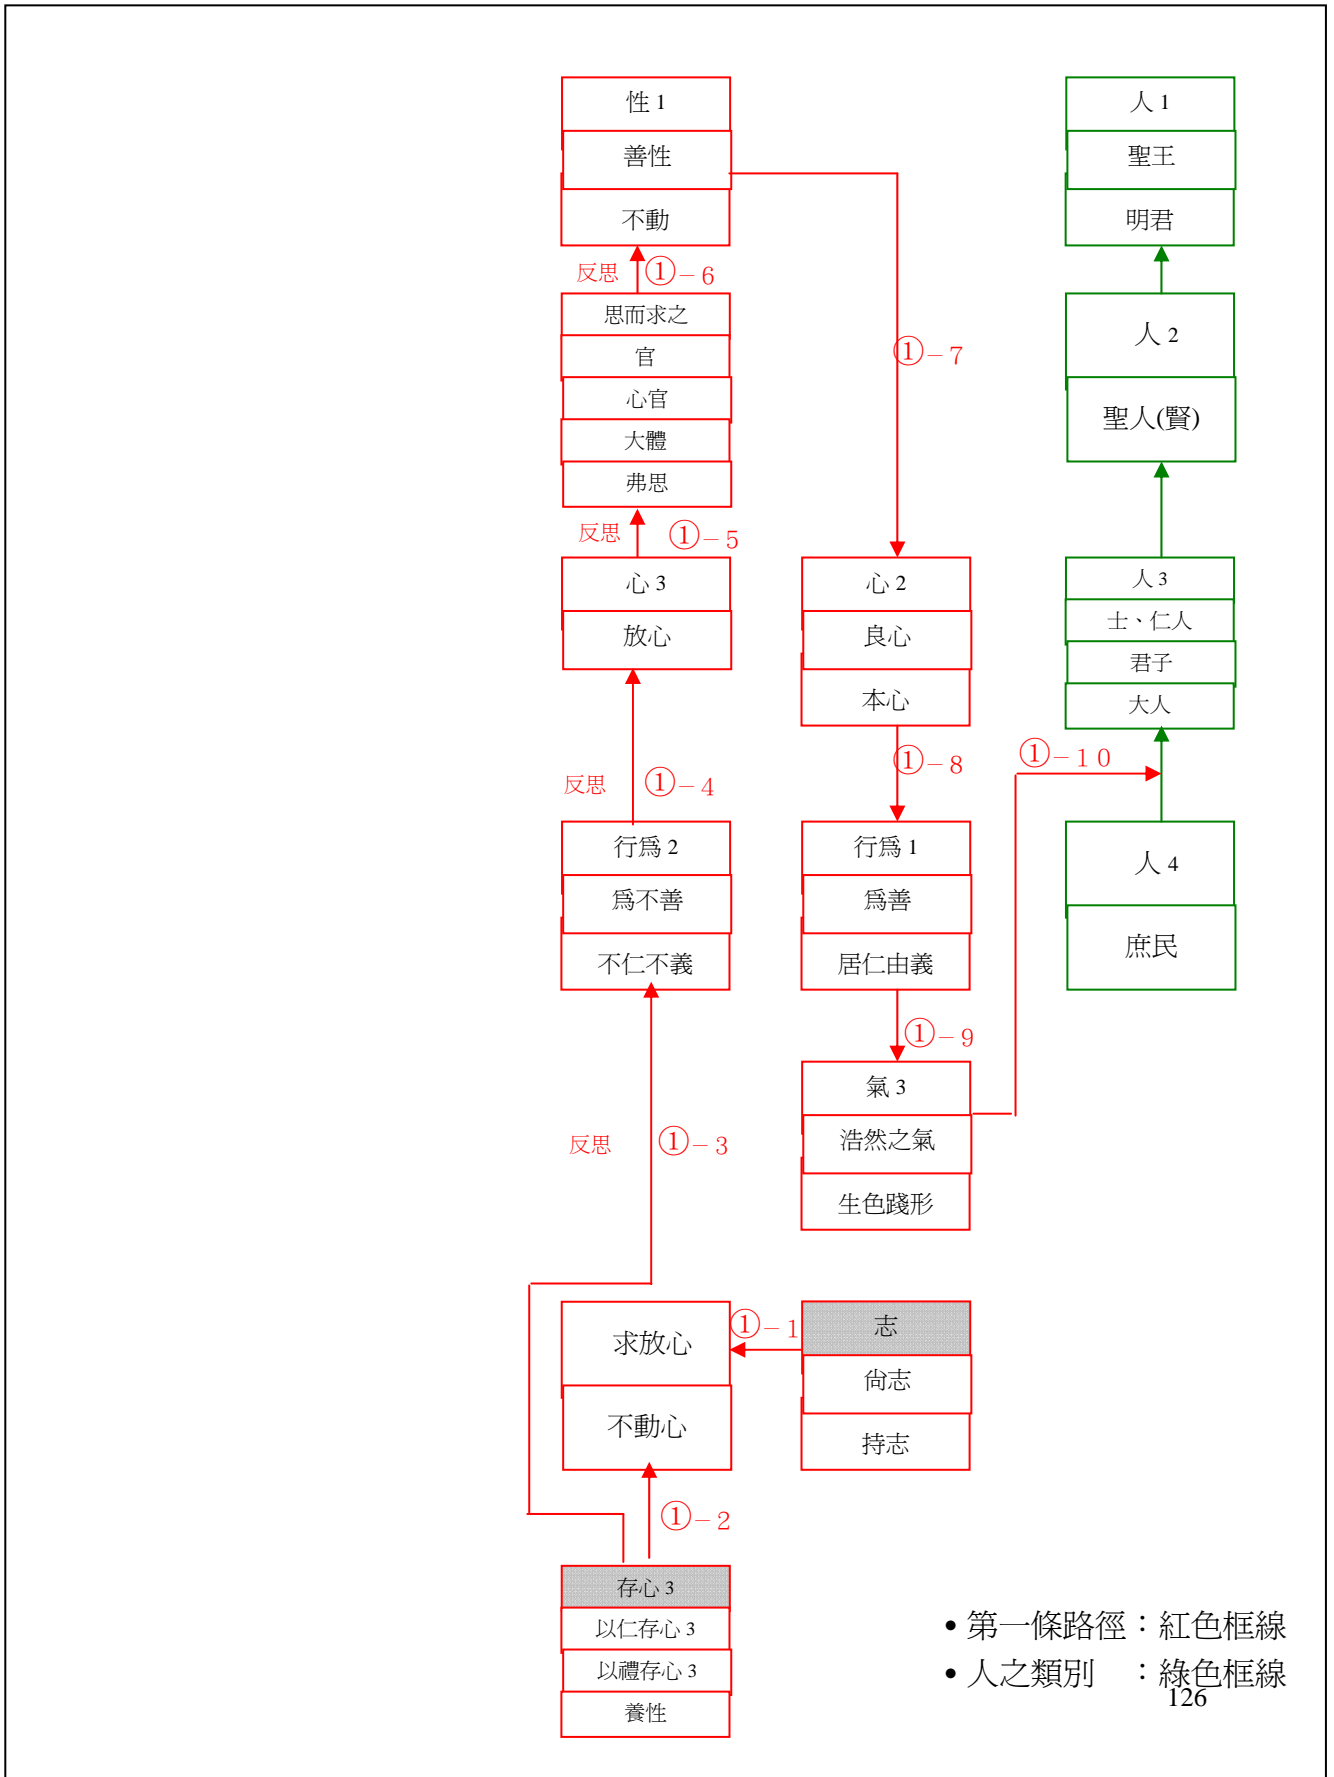 性 1
善性
不動
反思
①－6
思而求之
官
心官
大體
弗思
反思
①－5
心 3
放心
反思
①－4
行為 2
為不善
不仁不義
反思
①－3
求放心
不動心
①－1
志
尚志
持志
①－2
存心 3
以仁存心 3
以禮存心 3
養性
①－7
心 2
良心
本心
①－8
行為 1
為善
居仁由義
①－9
氣 3
浩然之氣
生色踐形
①－10
人 1
聖王
明君
人 2
聖人(賢)
人 3
士、仁人
君子
大人
人 4
庶民
• 第一條路徑：紅色框線
• 人之類別　：綠色框線
126